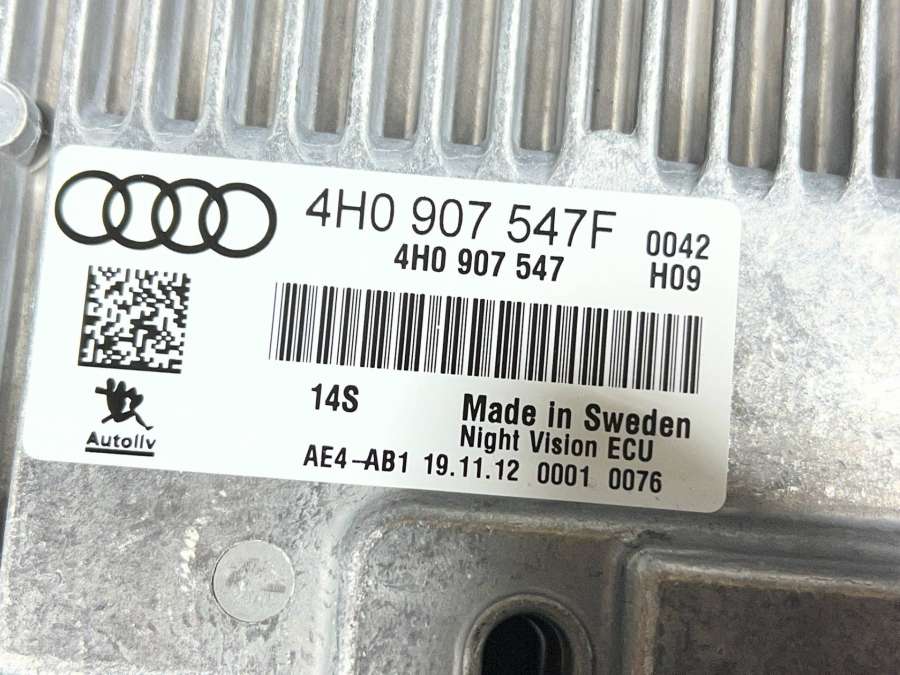 4H0 907 547F
4H0 907 547
0042
H09
14S
Made in Sweden
Night Vision ECU
Autoliv
AE4-AB1 19.11.12 0001 0076